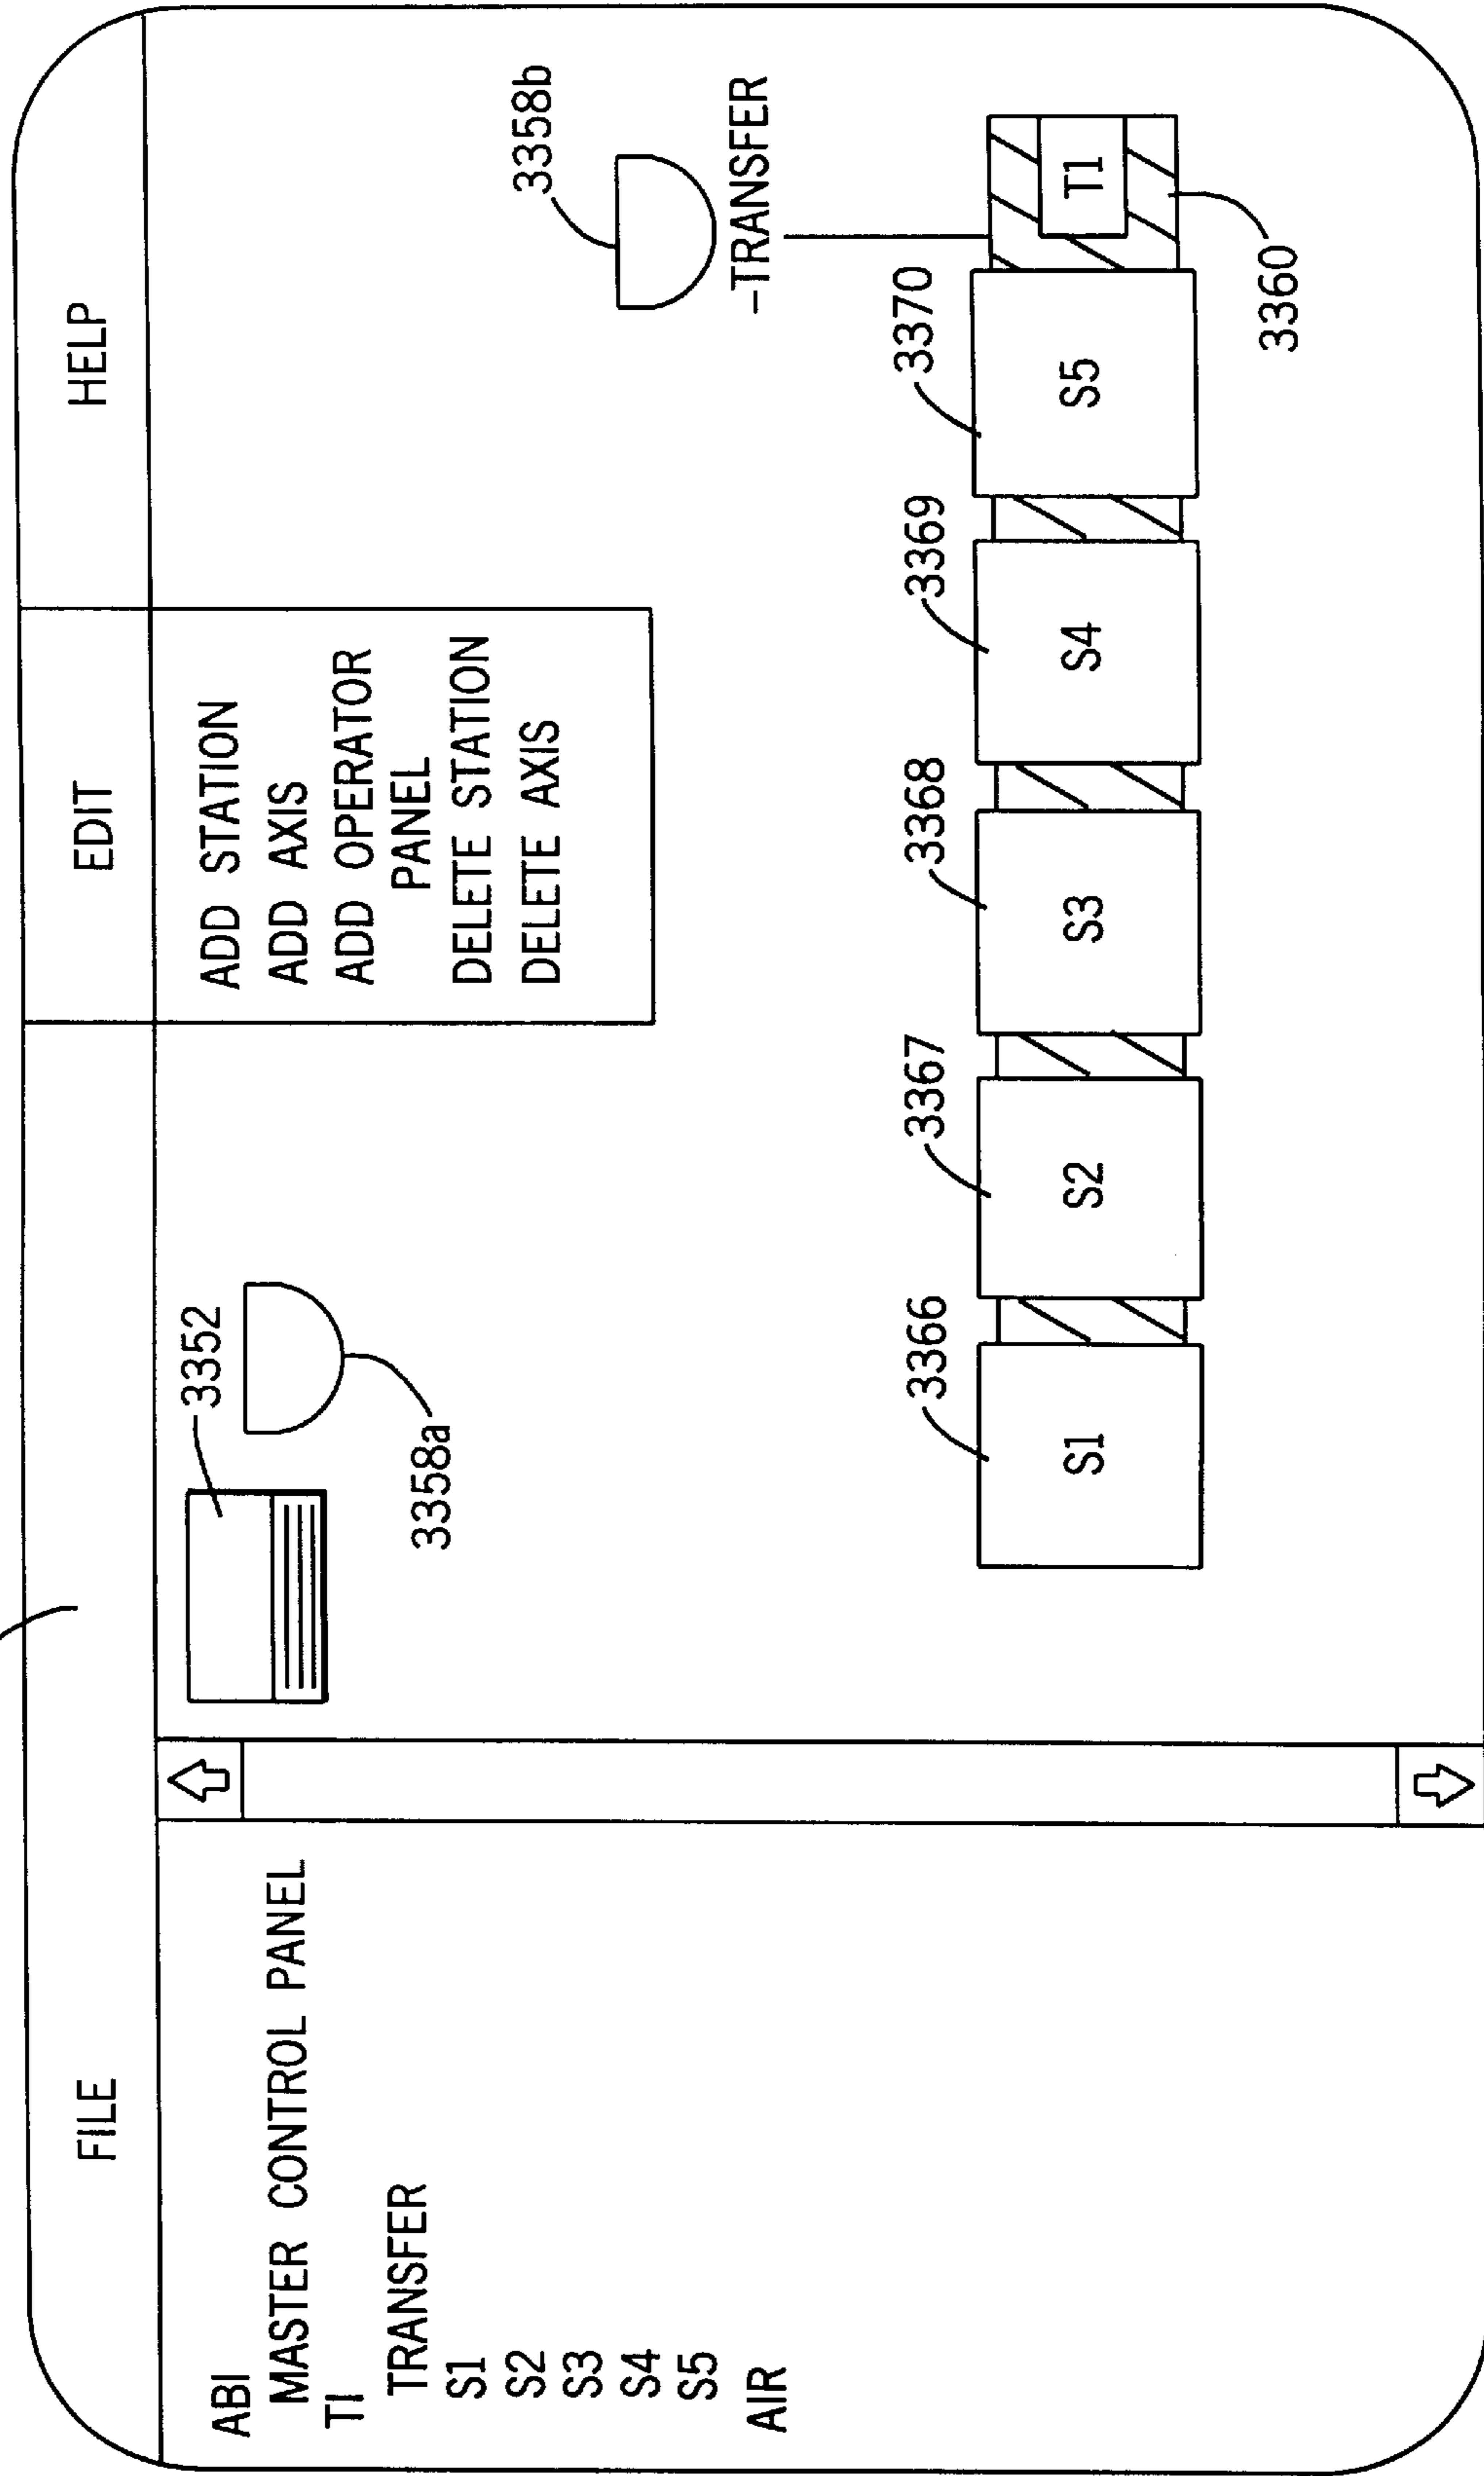 FILE
EDIT
HELP
ABI
MASTER CONTROL PANEL
TI
TRANSFER
S1
S2
S3
S4
S5
AIR
ADD STATION
ADD AXIS
ADD OPERATOR
PANEL
DELETE STATION
DELETE AXIS
3352
3358a
3358b
-TRANSFER
3366
3367
3368
3369
3370
S1
S2
S3
S4
S5
T1
3360